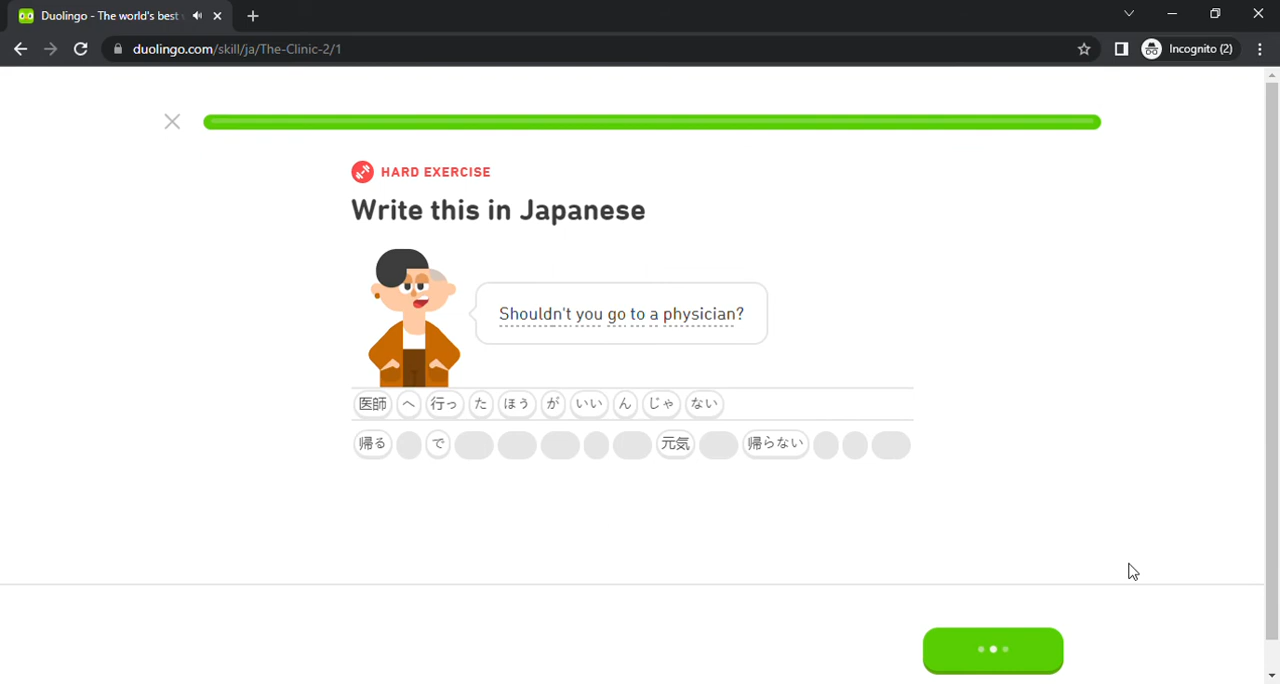 Duolingo - The world's best
duolingo.com/skill/ja/The-Clinic-2/1
Incognito (2)
HARD EXERCISE
Write this in Japanese
Shouldn't you go to a physician?
医師 へ 行っ た ほう が いい ん じゃ ない
帰る で 元気 帰らない